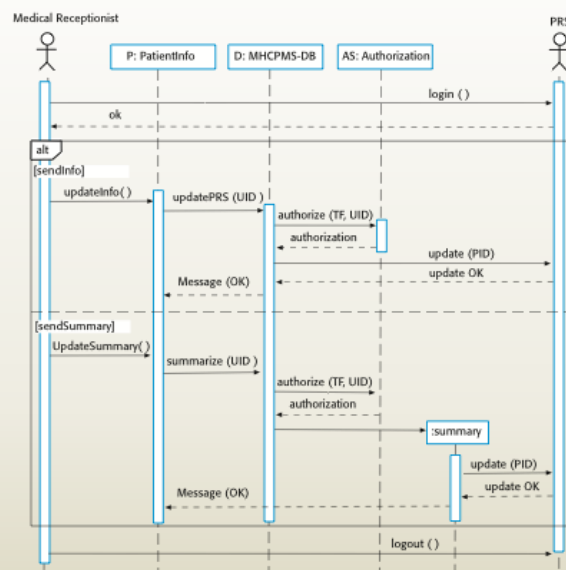 Medical Receptionist
PRS
P: PatientInfo
D: MHCPMS-DB
AS: Authorization
login ( )
ok
alt
[sendInfo]
updateInfo( )
updatePRS (UID )
authorize (TF, UID)
authorization
update (PID)
update OK
Message (OK)
[sendSummary]
UpdateSummary( )
summarize (UID )
authorize (TF, UID)
authorization
:summary
update (PID)
update OK
Message (OK)
logout ( )